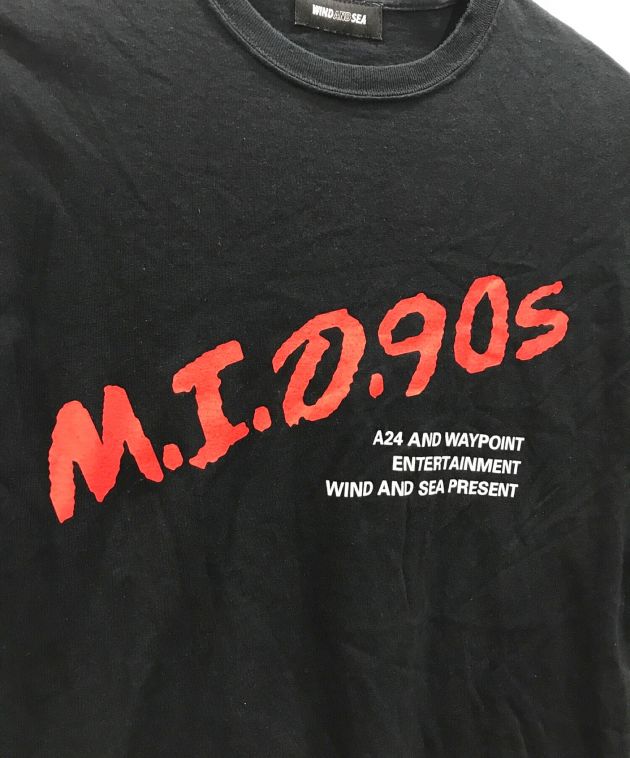 WIND AND SEA
M.I.D.90s
A24 AND WAYPOINT
ENTERTAINMENT
WIND AND SEA PRESENT